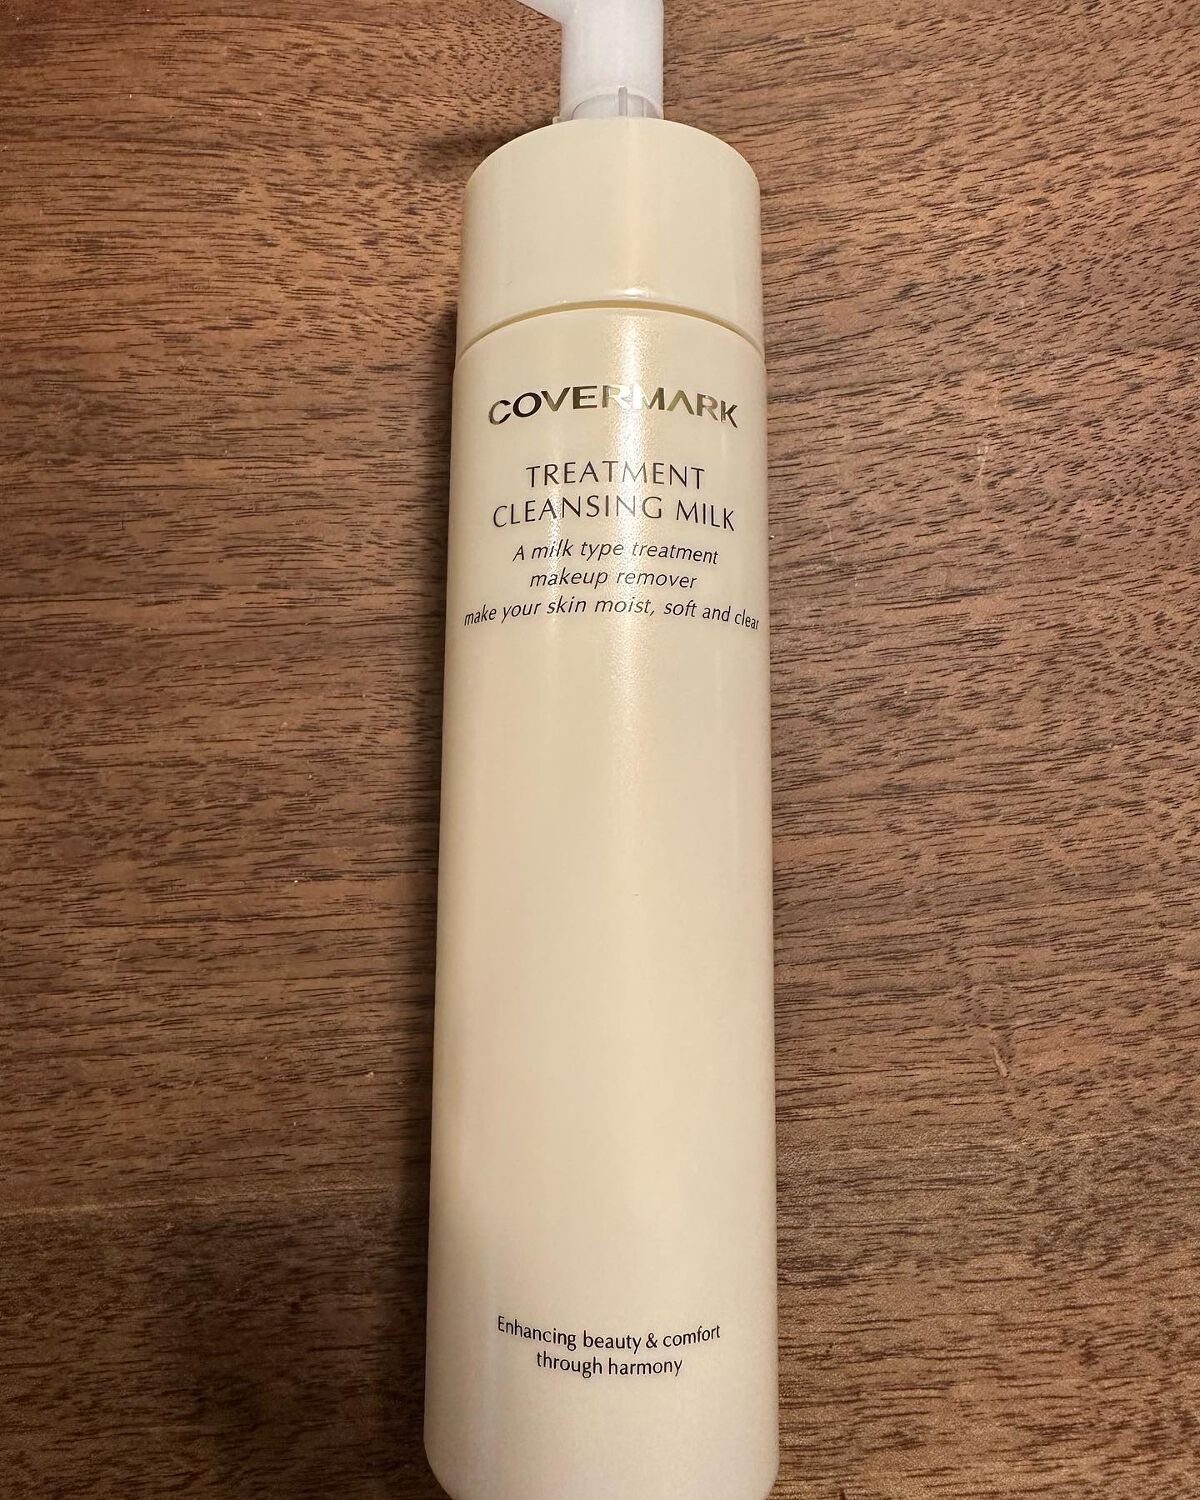 COVERMARK
TREATMENT
CLEANSING MILK
A milk type treatment
makeup remover
make your skin moist, soft and clear
Enhancing beauty & comfort
through harmony